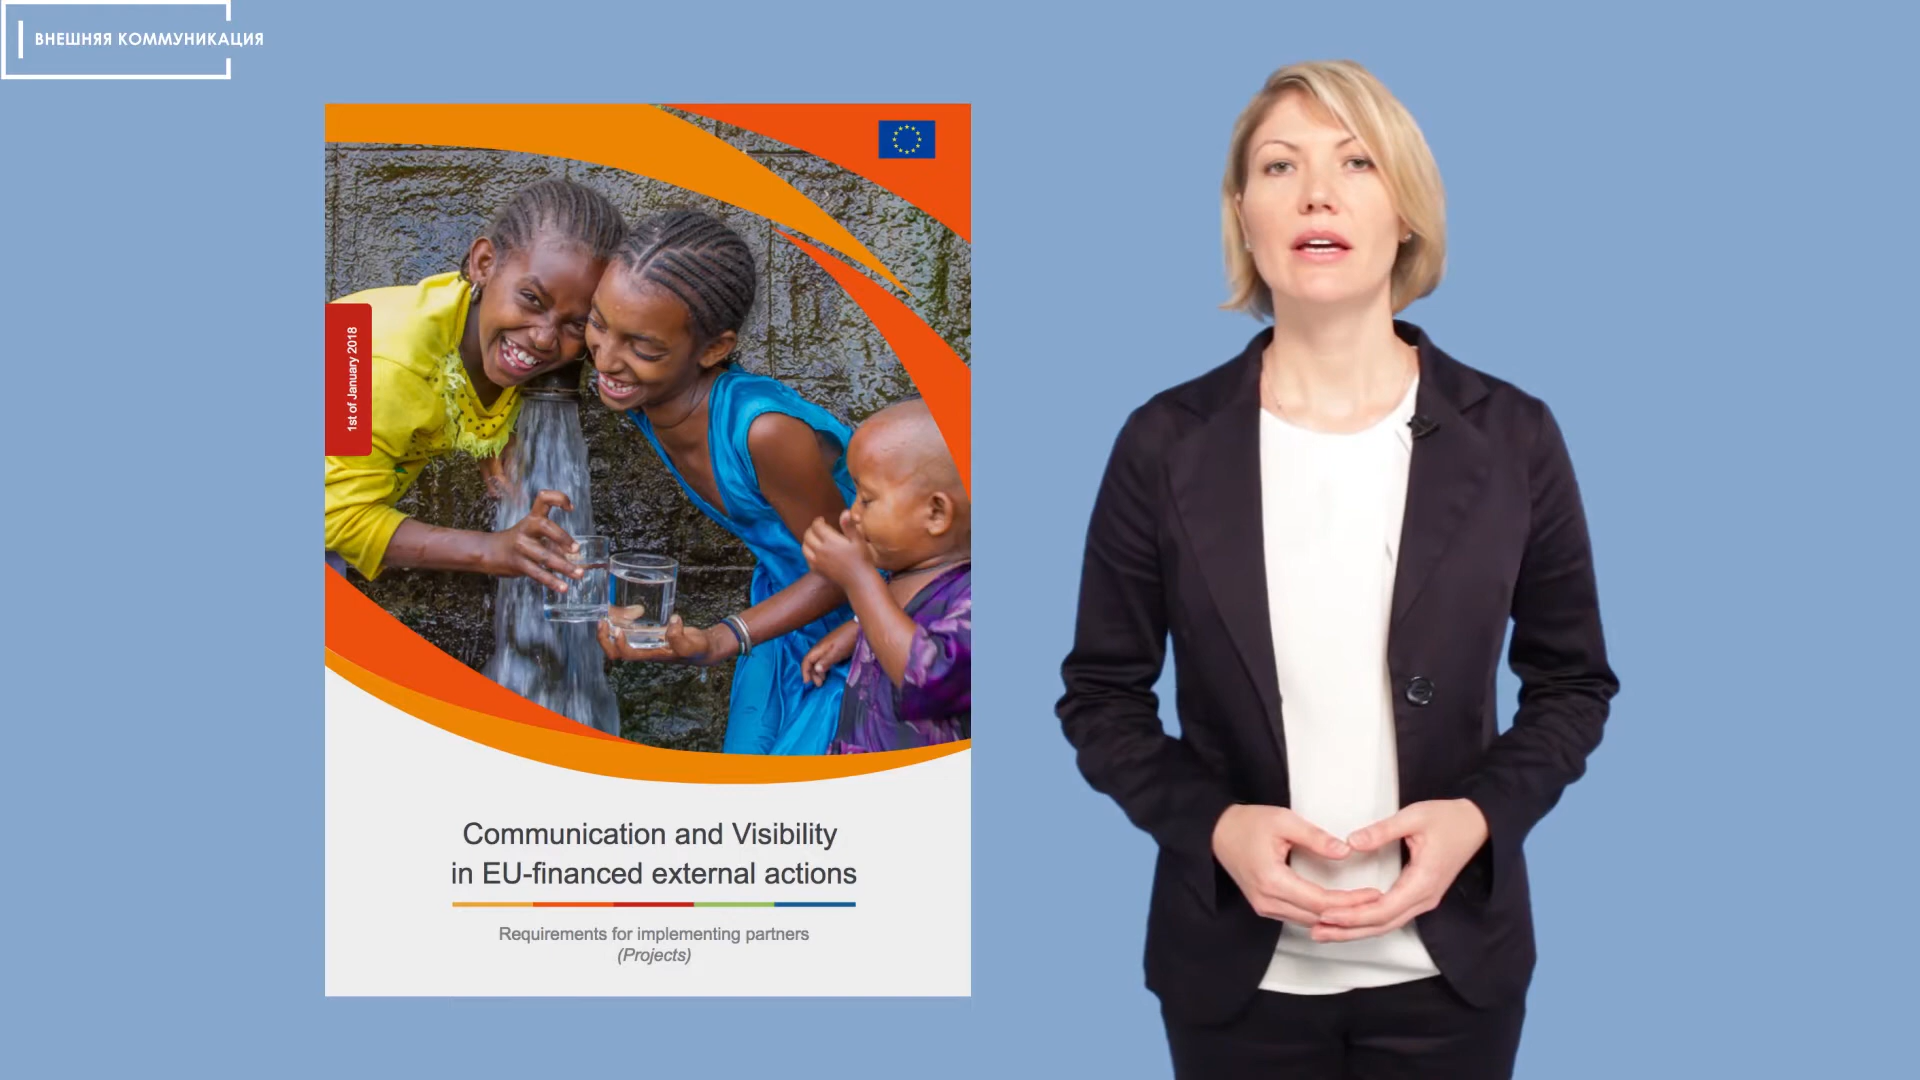 ВНЕШНЯЯ КОММУНИКАЦИЯ
1st of January 2018
Communication and Visibility
in EU-financed external actions
Requirements for implementing partners
(Projects)